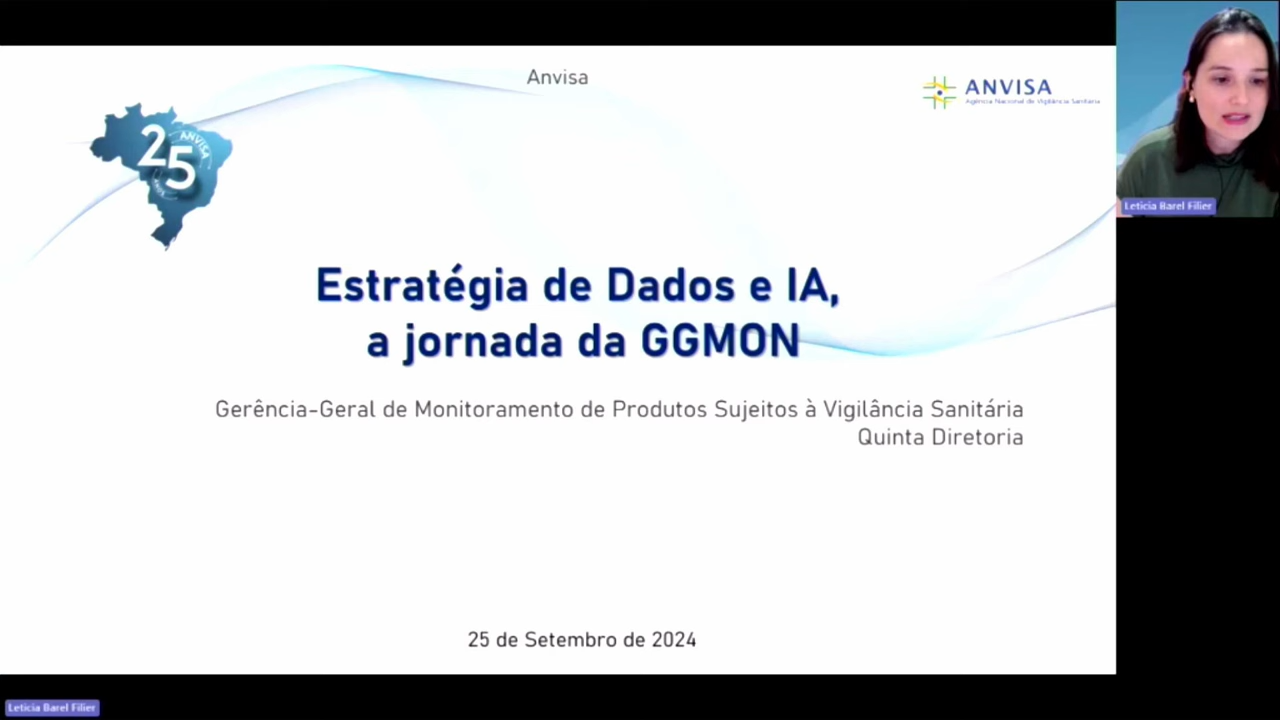 Anvisa
25
ANVISA
ANVISA
Agência Nacional de Vigilância Sanitária
Estratégia de Dados e IA,
a jornada da GGMON
Gerência-Geral de Monitoramento de Produtos Sujeitos à Vigilância Sanitária
Quinta Diretoria
25 de Setembro de 2024
Leticia Barel Filier
Leticia Barel Filier